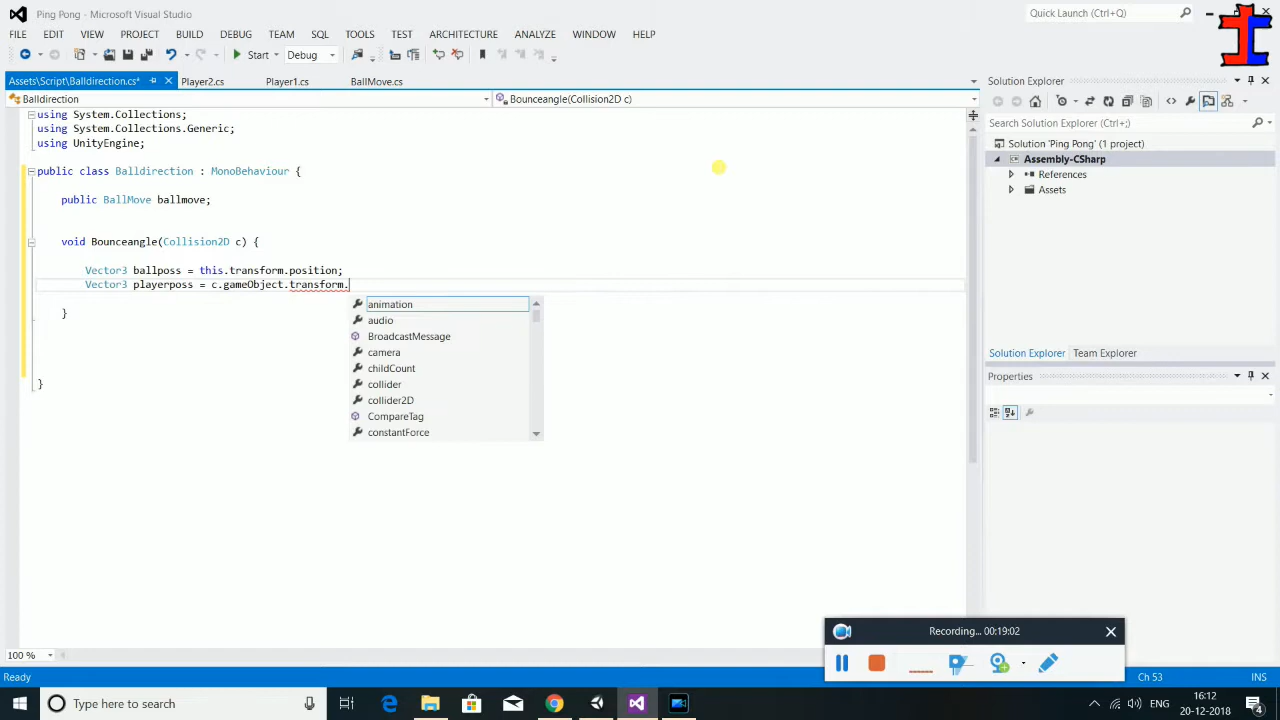 Ping Pong - Microsoft Visual Studio
Quick Launch (Ctrl+Q)
FILE EDIT VIEW PROJECT BUILD DEBUG TEAM SQL TOOLS TEST ARCHITECTURE ANALYZE WINDOW HELP
Start Debug
Assets\Script\Balldirection.cs* Player2.cs Player1.cs BallMove.cs
Balldirection Bounceangle(Collision2D c)
using System.Collections;
using System.Collections.Generic;
using UnityEngine;
public class Balldirection : MonoBehaviour {
public BallMove ballmove;
void Bounceangle(Collision2D c) {
Vector3 ballposs = this.transform.position;
Vector3 playerposs = c.gameObject.transform.
animation
audio
BroadcastMessage
camera
childCount
collider
collider2D
CompareTag
constantForce
}
}
100 %
Solution Explorer
Search Solution Explorer (Ctrl+;)
Solution 'Ping Pong' (1 project)
Assembly-CSharp
References
Assets
Solution Explorer Team Explorer
Properties
Recording... 00:19:02
Ready Ch 53 INS
Type here to search
ENG
16:12
20-12-2018
4